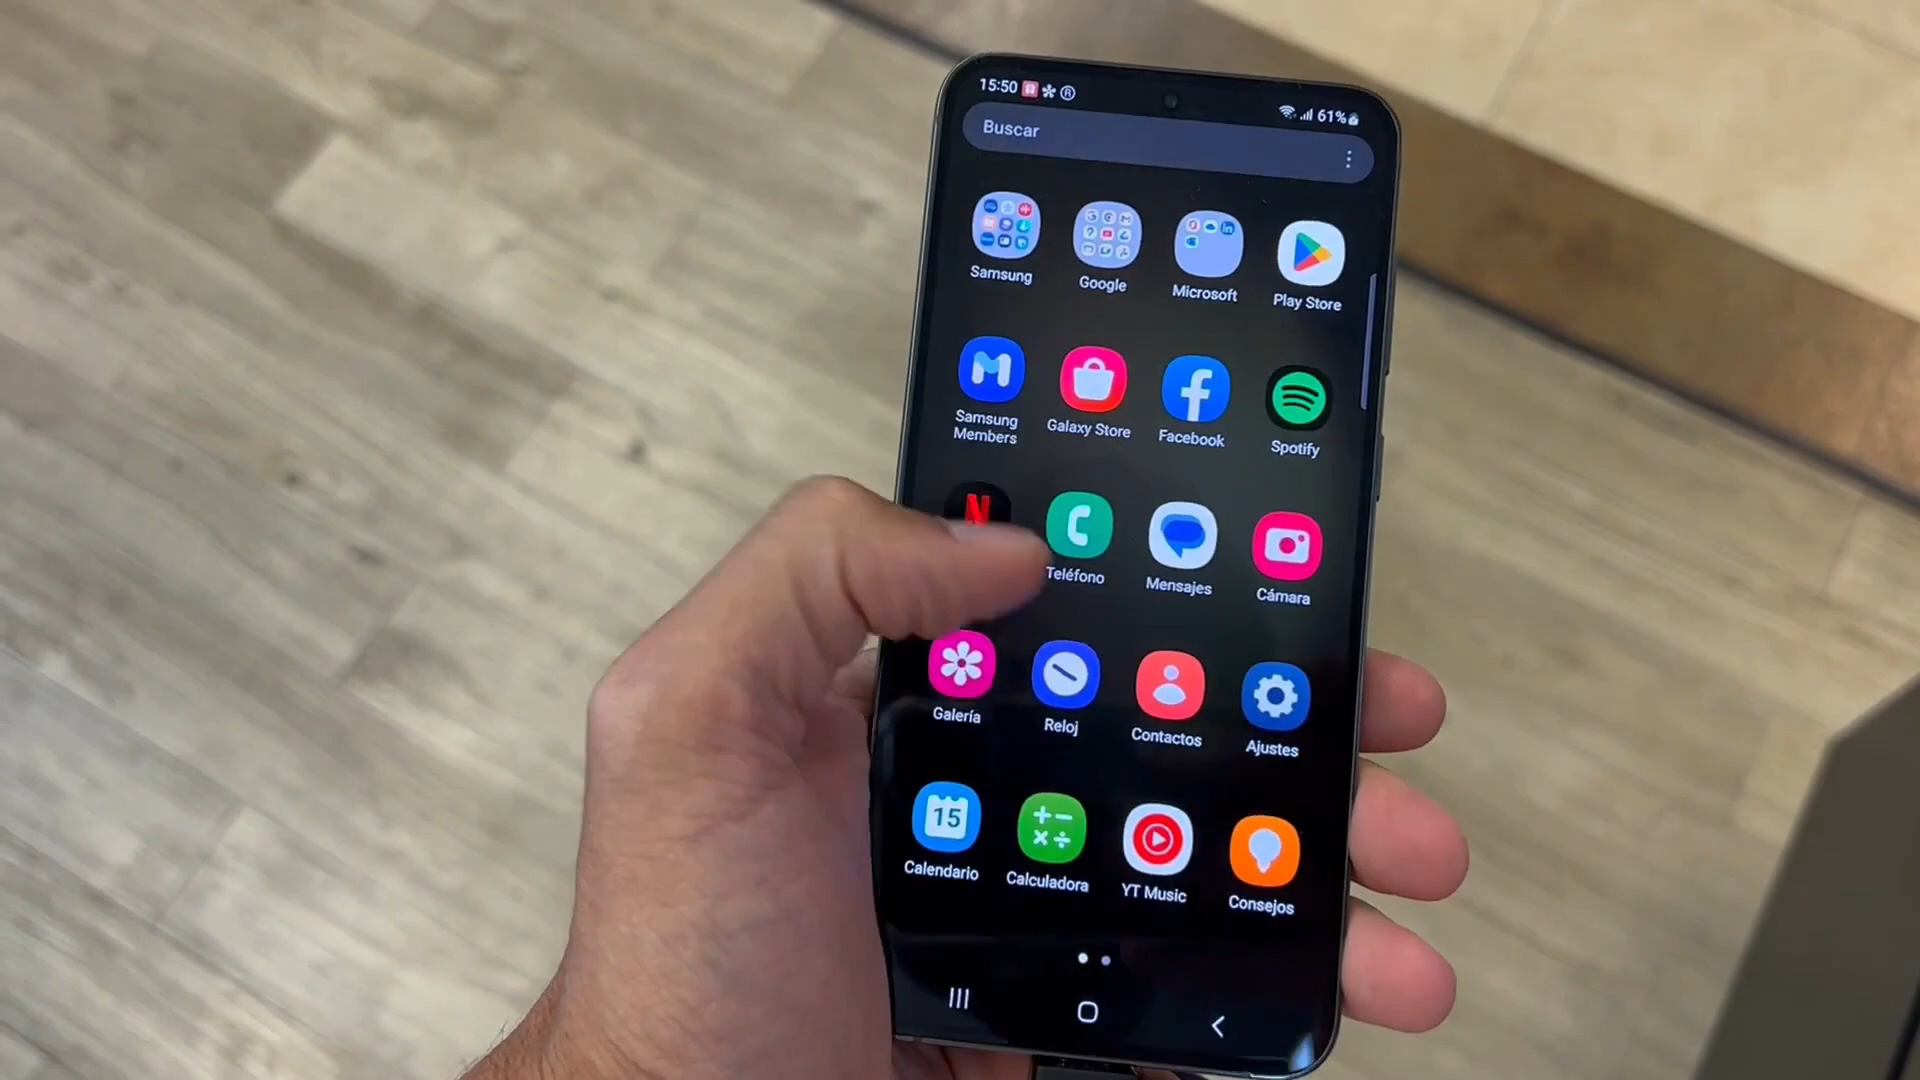 15:50
61%
Buscar
Samsung
Google
Microsoft
Play Store
Samsung
Members
Galaxy Store
Facebook
Spotify
N
Teléfono
Mensajes
Cámara
Galería
Reloj
Contactos
Ajustes
15
Calendario
Calculadora
YT Music
Consejos